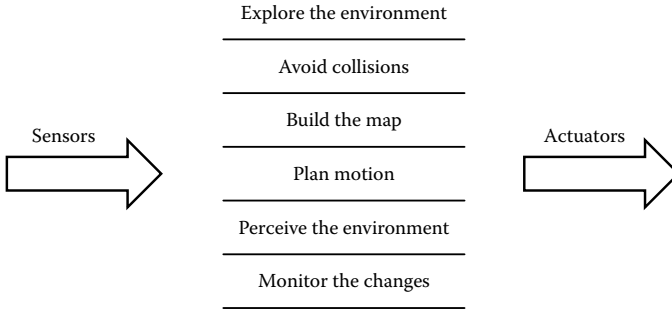 Explore the environment
Avoid collisions
Build the map
Sensors
Actuators
Plan motion
Perceive the environment
Monitor the changes